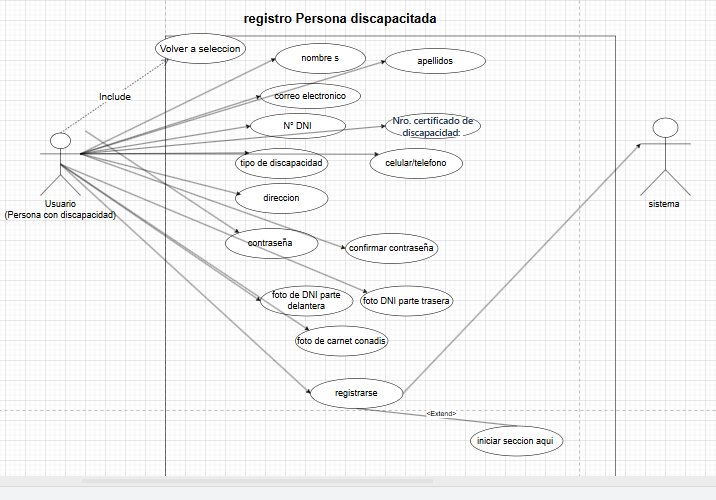 registro Persona discapacitada
Volver a seleccion
nombre s
apellidos
Include
correo electronico
N° DNI
Nro. certificado de
discapacidad:
tipo de discapacidad
celular/telefono
direccion
Usuario
(Persona con discapacidad)
sistema
contraseña
confirmar contraseña
foto de DNI parte
delantera
foto DNI parte trasera
foto de carnet conadis
registrarse
<Extend>
iniciar seccion aqui